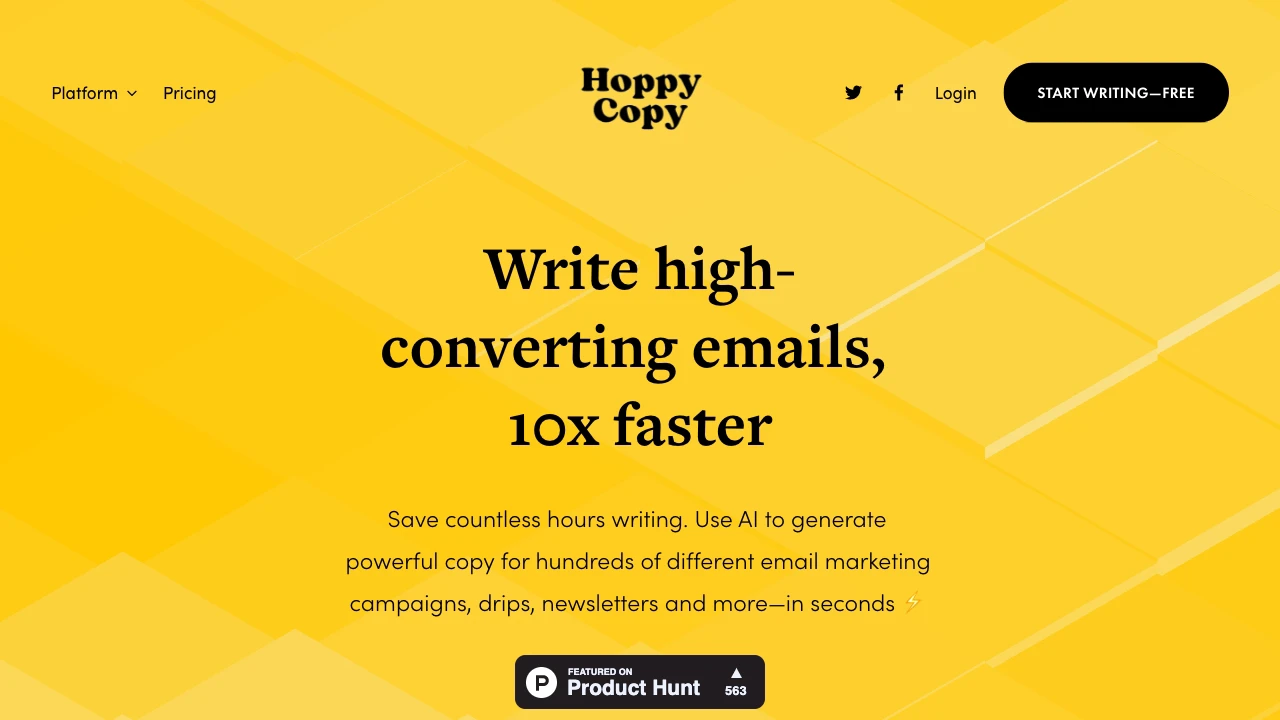 Platform
Pricing
Hoppy
Copy
Login
START WRITING—FREE
Write high-
converting emails,
10x faster
Save countless hours writing. Use AI to generate
powerful copy for hundreds of different email marketing
campaigns, drips, newsletters and more—in seconds ⚡
P
FEATURED ON
Product Hunt
▲
563